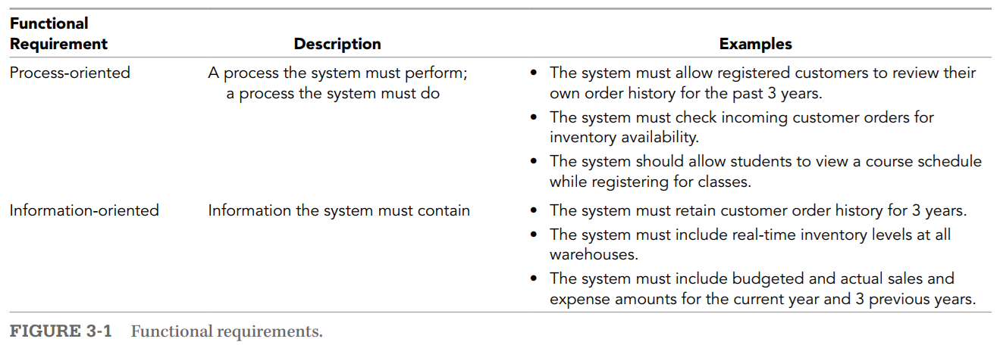 Functional
Requirement
Description
Examples
Process-oriented
A process the system must perform;
a process the system must do
• The system must allow registered customers to review their
own order history for the past 3 years.
• The system must check incoming customer orders for
inventory availability.
• The system should allow students to view a course schedule
while registering for classes.
Information-oriented
Information the system must contain
• The system must retain customer order history for 3 years.
• The system must include real-time inventory levels at all
warehouses.
• The system must include budgeted and actual sales and
expense amounts for the current year and 3 previous years.
FIGURE 3-1 Functional requirements.